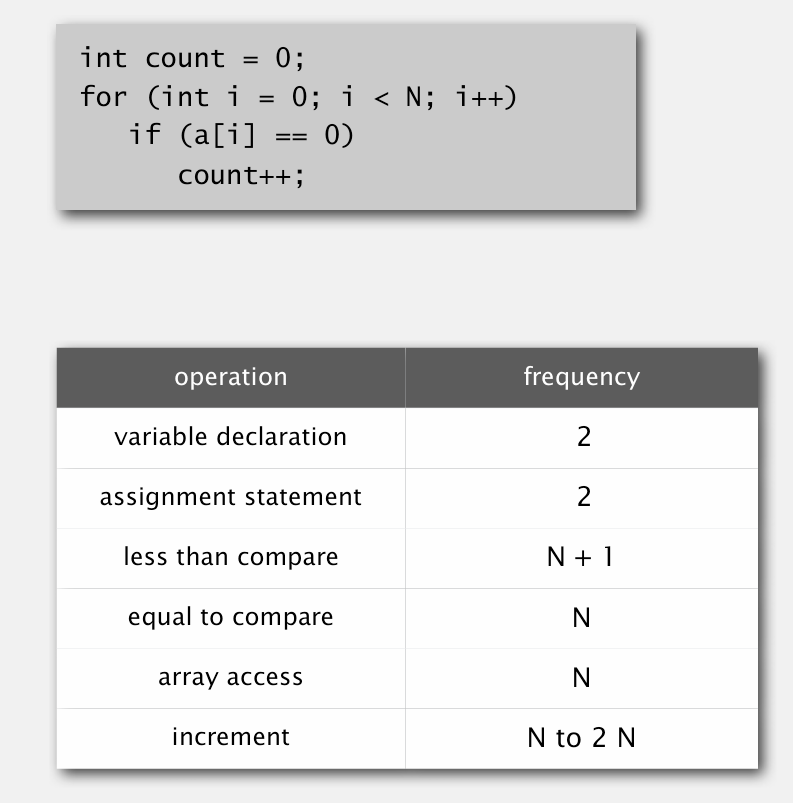 int count = 0;
for (int i = 0; i < N; i++)
if (a[i] == 0)
count++;
operation frequency
variable declaration 2
assignment statement 2
less than compare N + 1
equal to compare N
array access N
increment N to 2 N